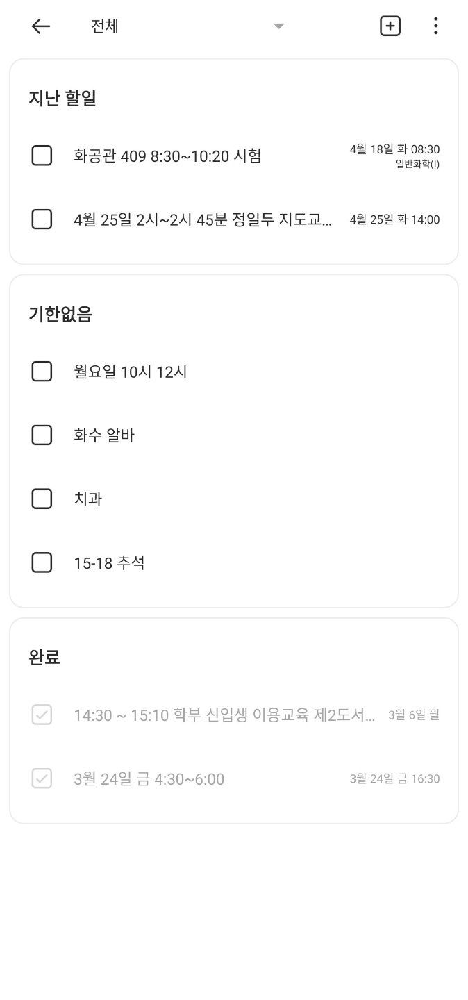 전체
지난 할일
화공관 409 8:30~10:20 시험
4월 18일 화 08:30
일반화학(I)
4월 25일 2시~2시 45분 정일두 지도교...
4월 25일 화 14:00
기한없음
월요일 10시 12시
화수 알바
치과
15-18 추석
완료
14:30 ~ 15:10 학부 신입생 이용교육 제2도서...
3월 6일 월
3월 24일 금 4:30~6:00
3월 24일 금 16:30